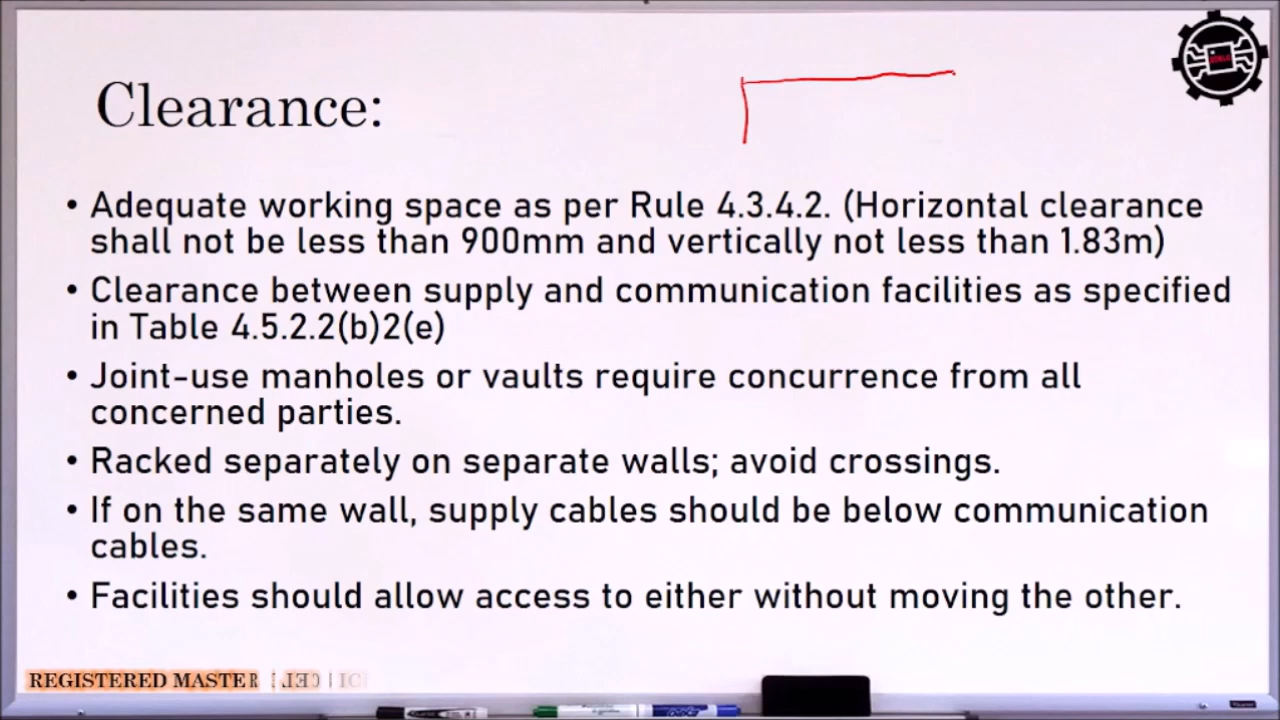 Clearance:
• Adequate working space as per Rule 4.3.4.2. (Horizontal clearance
shall not be less than 900mm and vertically not less than 1.83m)
• Clearance between supply and communication facilities as specified
in Table 4.5.2.2(b)2(e)
• Joint-use manholes or vaults require concurrence from all
concerned parties.
• Racked separately on separate walls; avoid crossings.
• If on the same wall, supply cables should be below communication
cables.
• Facilities should allow access to either without moving the other.
REGISTERED MASTER